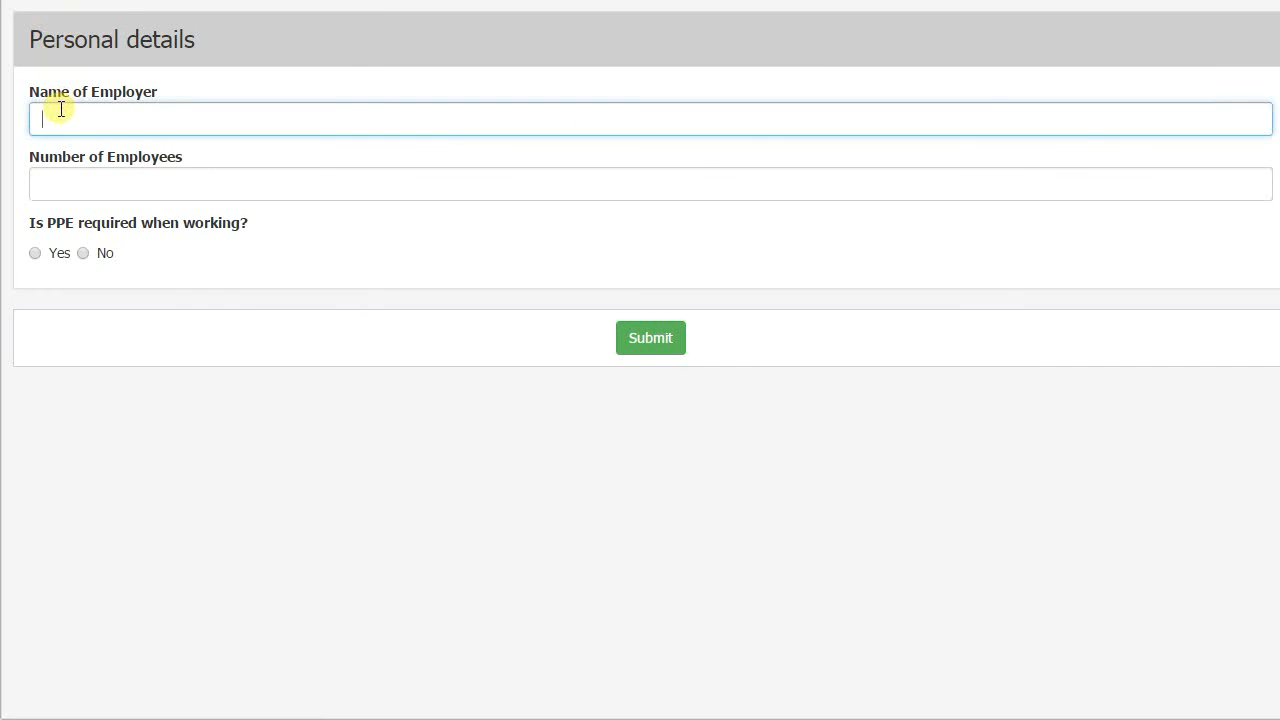 Personal details
Name of Employer
Number of Employees
Is PPE required when working?
Yes No
Submit